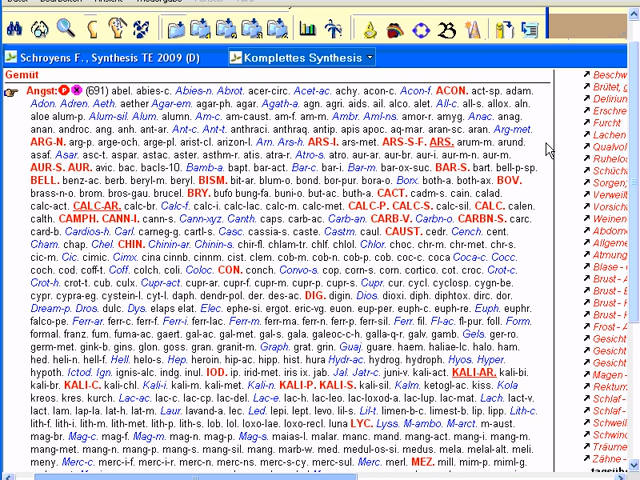 Schroyens F. , Synthesis TE 2009 (D)
Komplettes Synthesis
Gemüt
Angst: P X (691) abel. abies-c. Abies-n. Abrot. acer-circ. Acet-ac. achy. acon-c. Acon-f. ACON. act-sp. adam.
Adon. Adren. Aeth. aether Agar-em. agar-ph. agar. Agath-a. agn. agri. aids. ail. alco. alet. All-c. all-s. allox. aln.
aloe alum-p. Alum-sil. Alum. alumn. Am-c. am-caust. am-f. am-m. Ambr. Aml-ns. amor-r. amyg. Anac. anag.
anan. androc. ang. anh. ant-ar. Ant-c. Ant-t. anthraci. anthraq. antip. apis apoc. aq-mar. aran-sc. aran. Arg-met.
ARG-N. arg-p. arge-och. arge-pl. arist-cl. arizon-l. Arn. Ars-h. ARS-I. ars-met. ARS-S-F. ARS. arum-m. arund.
asaf. Asar. asc-t. aspar. astac. aster. asthm-r. atis. atra-r. Atro-s. atro. aur-ar. aur-br. aur-i. aur-m-n. aur-m.
AUR-S. AUR. avic. bac. bacls-10. Bamb-a. bapt. bar-act. Bar-c. bar-i. Bar-m. bar-ox-suc. BAR-S. bart. bell-p-sp.
BELL. benz-ac. berb. beryl-m. beryl. BISM. bit-ar. blum-o. bond. bor-pur. bora-o. Borx. both-a. both-ax. BOV.
brass-n-o. brom. bros-gau. brucel. BRY. bufo bung-fa. buni-o. but-ac. buth-a. CACT. cadm-s. cain. calad.
calc-act. CALC-AR. calc-br. Calc-f. calc-i. calc-lac. calc-m. calc-met. CALC-P. CALC-S. calc-sil. CALC. calen.
calth. CAMPH. CANN-I. cann-s. Cann-xyz. Canth. caps. carb-ac. Carb-an. CARB-V. Carbn-o. CARBN-S. carc.
card-b. Cardios-h. Carl. carneg-g. cartl-s. Casc. cassia-s. caste. Castm. caul. CAUST. cedr. Cench. cent.
Cham. chap. Chel. CHIN. Chinin-ar. Chinin-s. chir-fl. chlam-tr. chlf. chlol. Chlor. choc. chr-m. chr-met. chr-s.
cic-m. Cic. Cimx. cina cinnb. cinnm. cist. clem. cob-m. cob-n. cob-p. cob. coc-c. coca Coca-c. Cocc.
coch. cod. coff-t. Coff. colch. coli. Coloc. CON. conch. Convo-s. cop. corn-s. corn. cortico. cot. croc. Crot-c.
Crot-h. crot-t. cub. culx. Cupr-act. cupr-ar. cupr-f. cupr-m. cupr-p. cupr-s. Cupr. cur. cycl. cyclosp. cygn-be.
cypr. cypra-eg. cystein-l. cyt-l. daph. dendr-pol. der. des-ac. DIG. digin. Dios. dioxi. diph. diphtox. dirc. dor.
Dream-p. Dros. dulc. Dys. elaps elat. Elec. ephe-si. ergot. eric-vg. euon. eup-per. euph-c. euph-re. Euph. euphr.
falco-pe. Ferr-ar. ferr-c. ferr-f. Ferr-i. ferr-lac. Ferr-m. ferr-ma. ferr-n. ferr-p. ferr-sil. Ferr. fil. Fl-ac. fl-pur. foll. Form.
formal. franz. fum. fuma-ac. gaert. gal-ac. gal-met. gal-s. gala. galeoc-c-h. galla-q-r. galv. gamb. Gels. ger-ro.
germ-met. gink-b. gins. glon. goss. gran. granit-m. Graph. grat. grin. Guaj. guare. haem. haliae-lc. halo. ham.
hed. heli-n. hell-f. Hell. helo-s. Hep. heroin. hip-ac. hipp. hist. hura Hydr-ac. hydrog. hydroph. Hyos. Hyper.
hypoth. Ictod. Ign. ignis-alc. indg. inul. IOD. ip. irid-met. iris ix. jab. Jal. Jatr-c. juni-v. kali-act. KALI-AR. kali-bi.
kali-br. KALI-C. kali-chl. Kali-i. kali-m. kali-met. Kali-n. KALI-P. KALI-S. kali-sil. Kalm. ketogl-ac. kiss. Kola
kreos. kres. kurch. Lac-ac. lac-c. lac-cp. lac-del. Lac-e. lac-h. lac-leo. lac-loxod-a. lac-lup. mat. Lach. lact-v.
lact. lam. lap-la. lat-h. lat-m. Laur. lavand-a. lec. Led. lepi. lept. levo. lil-s. Lil-t. limen-b-c. limest-b. lip. lipp. Lith-c.
lith-f. lith-i. lith-m. lith-met. lith-p. lith-s. lob. lol. loxo-lae. loxo-recl. luna LYC. Lyss. M-ambo. M-arct. m-aust.
mag-br. Mag-c. mag-f. Mag-m. mag-n. mag-p. Mag-s. maias-l. malar. manc. mand. mang-act. mang-i. mang-m.
mang-met. mang-n. mang-p. mang-s. mang-sil. mang. marb-w. med. medul-os-si. medus. mela. melal-alt. meli.
meny. Merc-c. merc-i-f. merc-i-r. merc-n. merc-ns. merc-s-cy. merc-sul. Merc. merl. MEZ. mill. mim-p. miml-g.
Beschw
Brütet, g
Delirium
Erschre
Furcht
Lachen
Qualvol
Ruhelos
Schücht
Sorgen;
Verweil
Vorsich
Weinen
Abdom
Allgeme
Atmung
Blase -
Brust - A
Brust - H
Frost - A
Gesicht
Gesicht
Magen -
Rektum
Schlaf -
Schlaf -
Schwei
Schwin
Träume
Zähne -